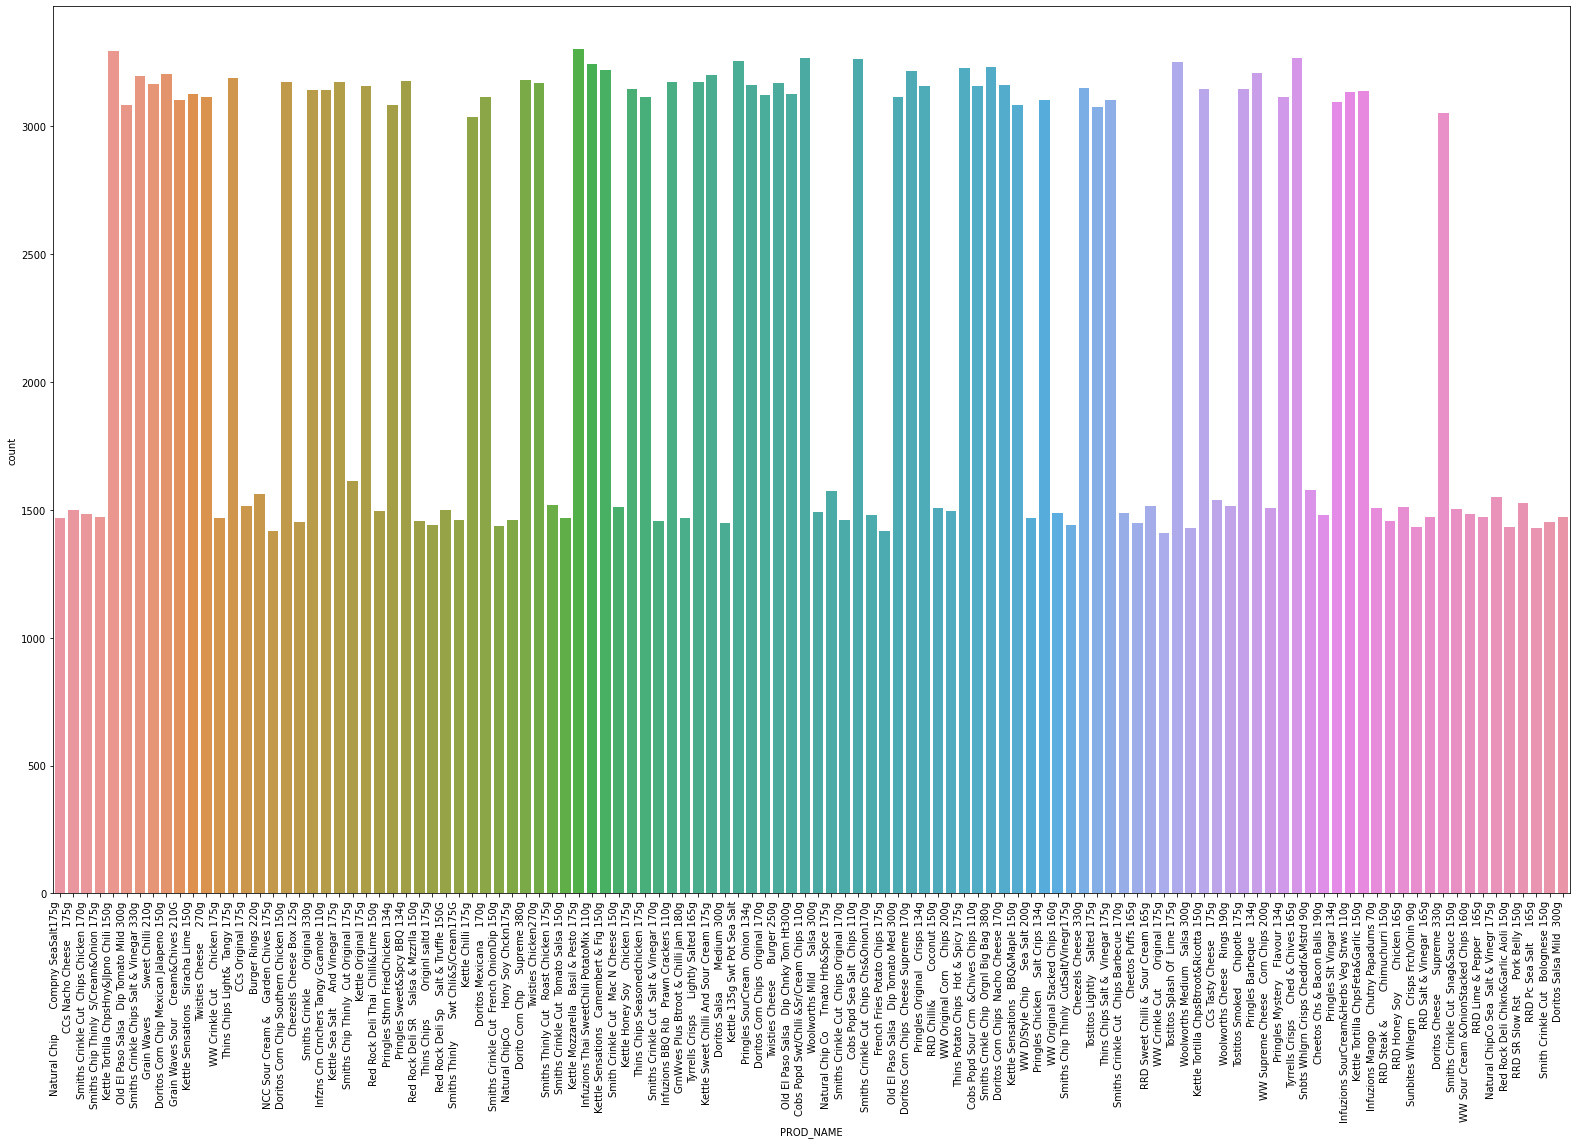 3000
2500
2000
1500
1000
500
0
count
Natural Chip Compny SeaSalt175g
CCs Nacho Cheese 175g
Smiths Crinkle Cut Chips Chicken 170g
Smiths Chip Thinly S/Cream&Onion 175g
Kettle Tortilla ChpsHny&Jlpno Chili 150g
Old El Paso Salsa Dip Tomato Mild 300g
Smiths Crinkle Chips Salt & Vinegar 330g
Grain Waves Sweet Chilli 210g
Doritos Corn Chip Mexican Jalapeno 150g
Grain Waves Sour Cream&Chives 210G
Kettle Sensations Siracha Lime 150g
Twisties Cheese 270g
WW Crinkle Cut Chicken 175g
Thins Chips Light& Tangy 175g
CCs Original 175g
Burger Rings 220g
NCC Sour Cream & Garden Chives 175g
Doritos Corn Chip Southern Chicken 150g
Cheezels Cheese Box 125g
Smiths Crinkle Original 330g
Infzns Crn Crnchers Tangy Gcamole 110g
Kettle Sea Salt And Vinegar 175g
Smiths Chip Thinly Cut Original 175g
Kettle Original 175g
Red Rock Deli Thai Chilli&Lime 150g
Pringles Sthrn FriedChicken 134g
Pringles Sweet&Spcy BBQ 134g
Red Rock Deli SR Salsa & Mzzrlla 150g
Thins Chips Originl saltd 175g
Red Rock Deli Sp Salt & Truffle 150G
Smiths Thinly Swt Chli&S/Cream175G
Kettle Chilli 175g
Doritos Mexicana 170g
Smiths Crinkle Cut French OnionDip 150g
Natural ChipCo Hony Soy Chckn175g
Dorito Corn Chp Supreme 380g
Twisties Chicken270g
Smiths Thinly Cut Roast Chicken 175g
Smiths Crinkle Cut Tomato Salsa 150g
Kettle Mozzarella Basil & Pesto 175g
Infuzions Thai SweetChili PotatoMix 110g
Kettle Sensations Camembert & Fig 150g
Smith Crinkle Cut Mac N Cheese 150g
Kettle Honey Soy Chicken 175g
Thins Chips Seasonedchicken 175g
Smiths Crinkle Cut Salt & Vinegar 170g
Infuzions BBQ Rib Prawn Crackers 110g
GrnWves Plus Btroot & Chilli Jam 180g
Tyrrells Crisps Lightly Salted 165g
Kettle Sweet Chilli And Sour Cream 175g
Doritos Salsa Medium 300g
Kettle 135g Swt Pot Sea Salt
Pringles SourCream Onion 134g
Doritos Corn Chips Original 170g
Twisties Cheese Burger 250g
Old El Paso Salsa Dip Chnky Tom Ht300g
Cobs Popd Swt/Chlli &Sr/Cream Chips 110g
Woolworths Mild Salsa 300g
Natural Chip Co Tmato Hrb&Spce 175g
Smiths Crinkle Cut Chips Original 170g
Cobs Popd Sea Salt Chips 110g
Smiths Crinkle Cut Chips Chs&Onion170g
French Fries Potato Chips 175g
Old El Paso Salsa Dip Tomato Med 300g
Doritos Corn Chips Cheese Supreme 170g
Pringles Original Crisps 134g
RRD Chilli& Coconut 150g
WW Original Corn Chips 200g
Thins Potato Chips Hot & Spicy 175g
Cobs Popd Sour Crm &Chives Chips 110g
Smiths Crnkle Chip Orgnl Big Bag 380g
Doritos Corn Chips Nacho Cheese 170g
Kettle Sensations BBQ&Maple 150g
WW D/Style Chip Sea Salt 200g
Pringles Chicken Salt Crips 134g
WW Original Stacked Chips 160g
Smiths Chip Thinly CutSalt/Vinegr175g
Cheezels Cheese 330g
Tostitos Lightly Salted 175g
Thins Chips Salt & Vinegar 175g
Smiths Crinkle Cut Chips Barbecue 170g
Cheetos Puffs 165g
RRD Sweet Chilli & Sour Cream 165g
WW Crinkle Cut Original 175g
Tostitos Splash Of Lime 175g
Woolworths Medium Salsa 300g
Kettle Tortilla ChpsBtroot&Ricotta 150g
CCs Tasty Cheese 175g
Woolworths Cheese Rings 190g
Tostitos Smoked Chipotle 175g
Pringles Barbeque 134g
WW Supreme Cheese Corn Chips 200g
Pringles Mystery Flavour 134g
Tyrrells Crisps Ched & Chives 165g
Snbts Whlgrn Crisps Cheddr&Mstrd 90g
Cheetos Chs & Bacon Balls 190g
Pringles Slt Vingar 134g
Infuzions SourCream&Herbs Veg Strws 110g
Kettle Tortilla ChpsFeta&Garlic 150g
Infuzions Mango Chutny Papadums 70g
RRD Steak & Chimuchurri 150g
RRD Honey Soy Chicken 165g
Sunbites Whlegrn Crisps Frch/Onin 90g
RRD Salt & Vinegar 165g
Doritos Cheese Supreme 330g
Smiths Crinkle Cut Snag&Sauce 150g
WW Sour Cream &OnionStacked Chips 160g
RRD Lime & Pepper 165g
Natural ChipCo Sea Salt & Vinegr 175g
Red Rock Deli Chikn&Garlic Aioli 150g
RRD SR Slow Rst Pork Belly 150g
RRD Pc Sea Salt 165g
Smith Crinkle Cut Bolognese 150g
Doritos Salsa Mild 300g
PROD_NAME